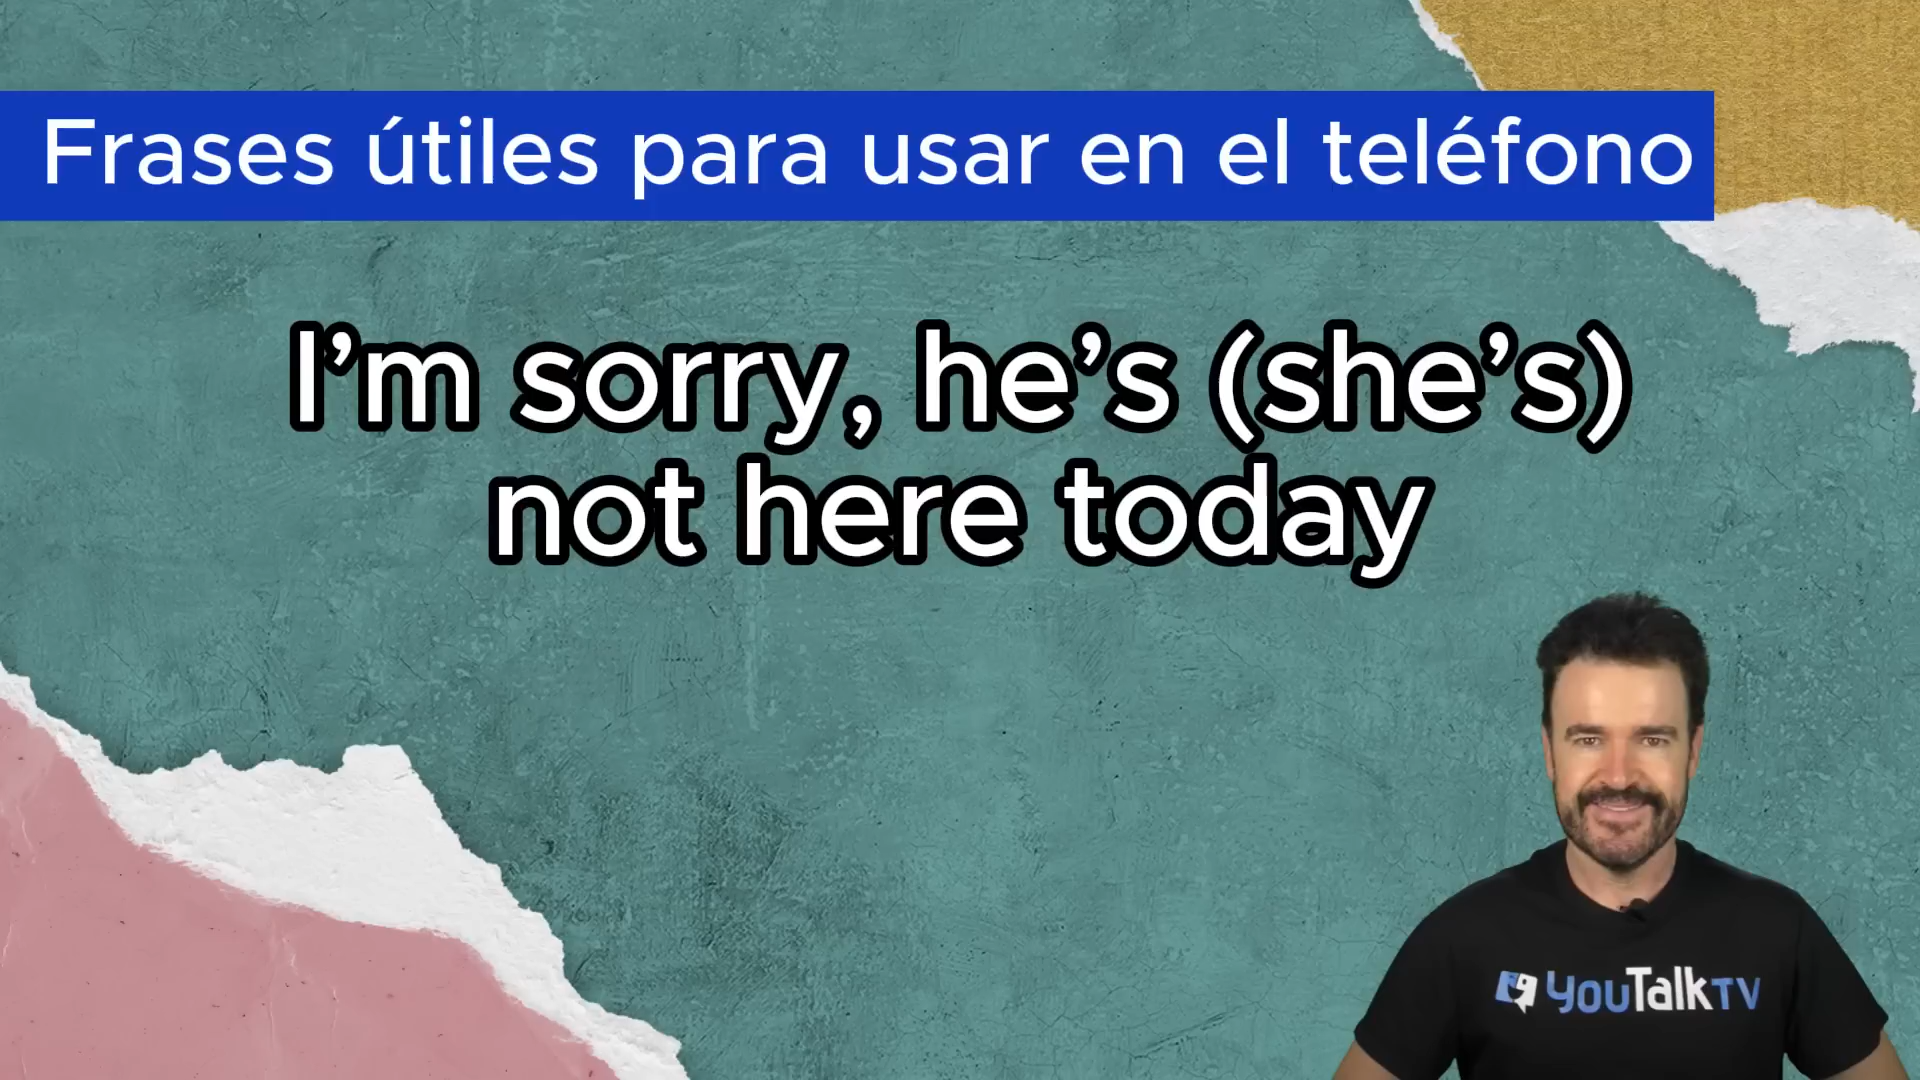 Frases útiles para usar en el teléfono
I’m sorry, he’s (she’s)
not here today
YouTalkTV